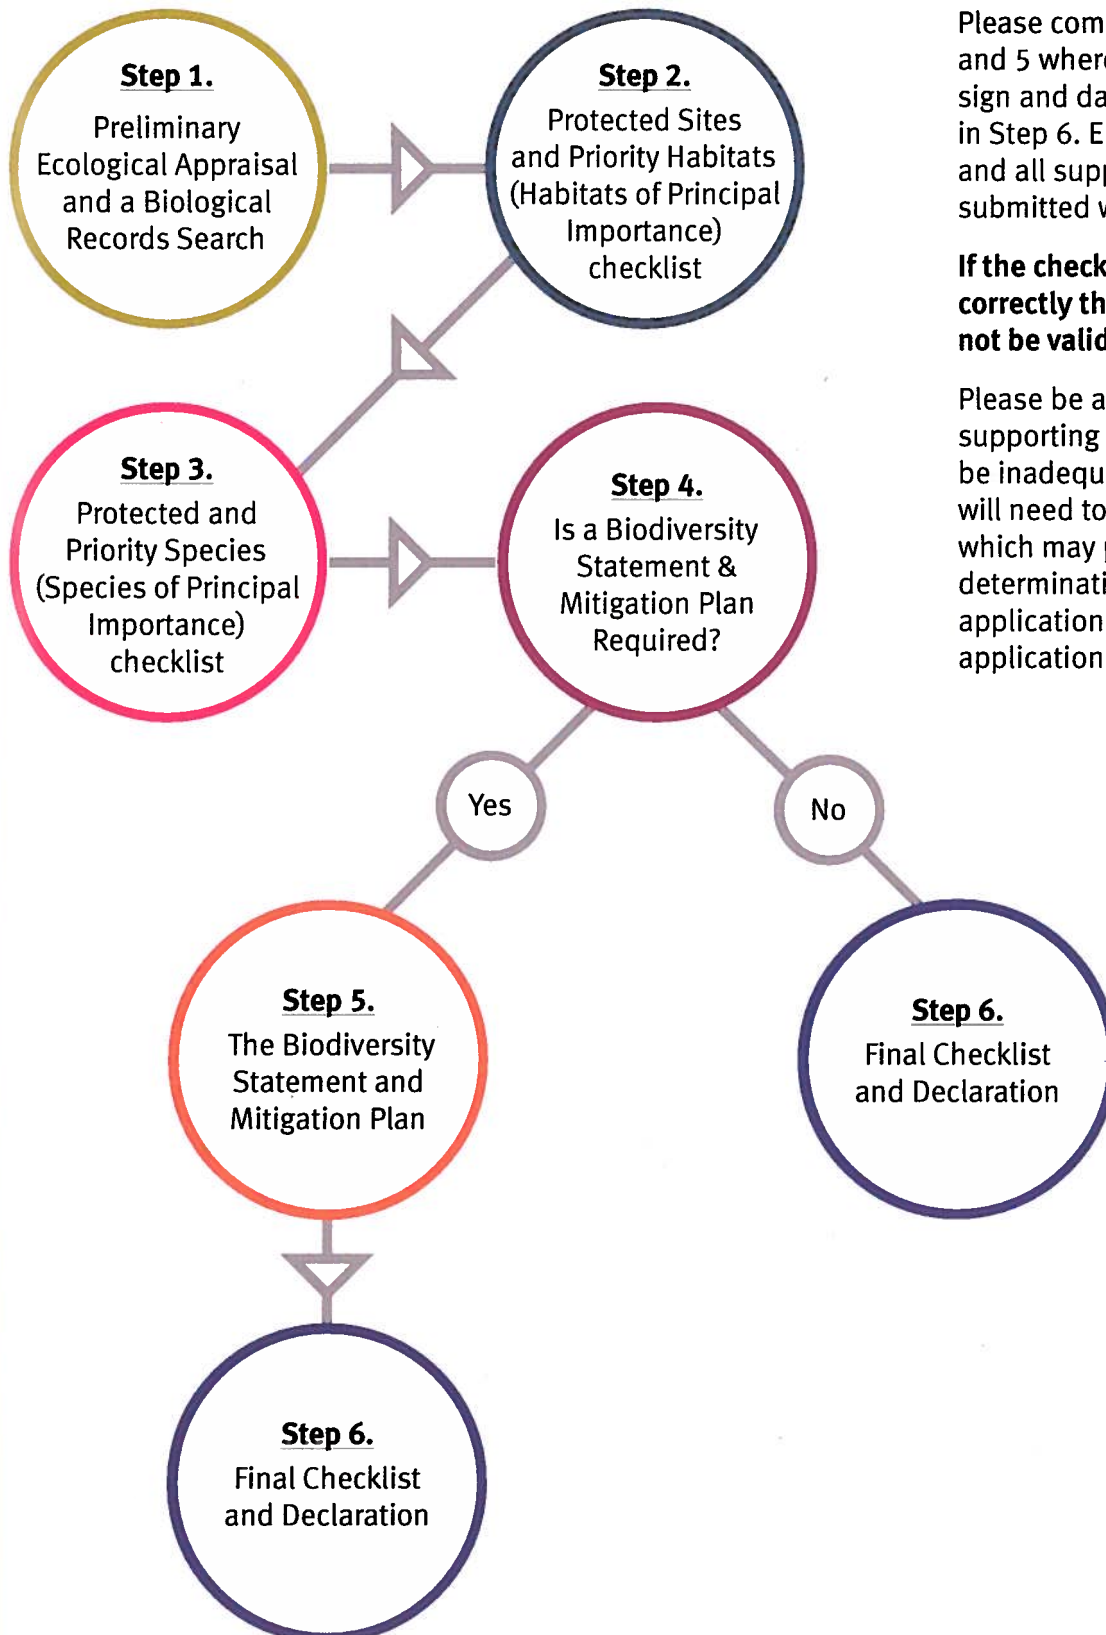 Step 1.
Preliminary
Ecological Appraisal
and a Biological
Records Search
Step 2.
Protected Sites
and Priority Habitats
(Habitats of Principal
Importance)
checklist
Step 3.
Protected and
Priority Species
(Species of Principal
Importance)
checklist
Step 4.
Is a Biodiversity
Statement &
Mitigation Plan
Required?
Yes
No
Step 5.
The Biodiversity
Statement and
Mitigation Plan
Step 6.
Final Checklist
and Declaration
Step 6.
Final Checklist
and Declaration
Please com
and 5 where
sign and da
in Step 6. E
and all supp
submitted
If the check
correctly th
not be valid
Please be a
supporting
be inadequ
will need to
which may
determinati
application
application